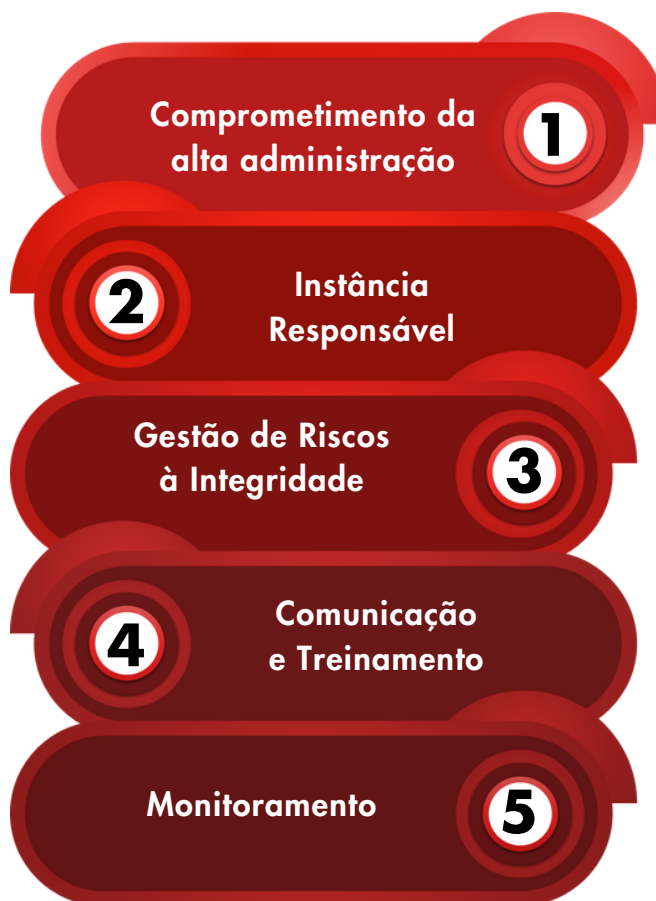 Comprometimento da
alta administração
1
2
Instância
Responsável
Gestão de Riscos
à Integridade
3
4
Comunicação
e Treinamento
Monitoramento
5